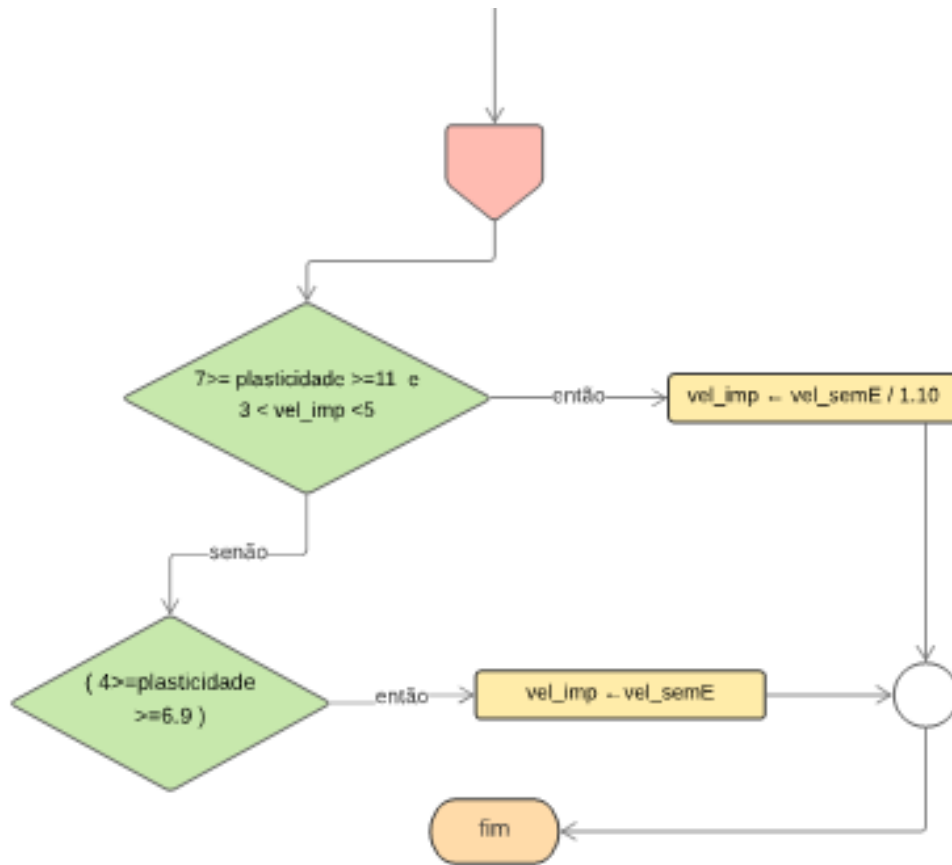 7>= plasticidade >=11 e
3 < vel_imp <5
então
vel_imp ← vel_semE / 1.10
senão
( 4>=plasticidade
>=6.9 )
então
vel_imp ←vel_semE
fim